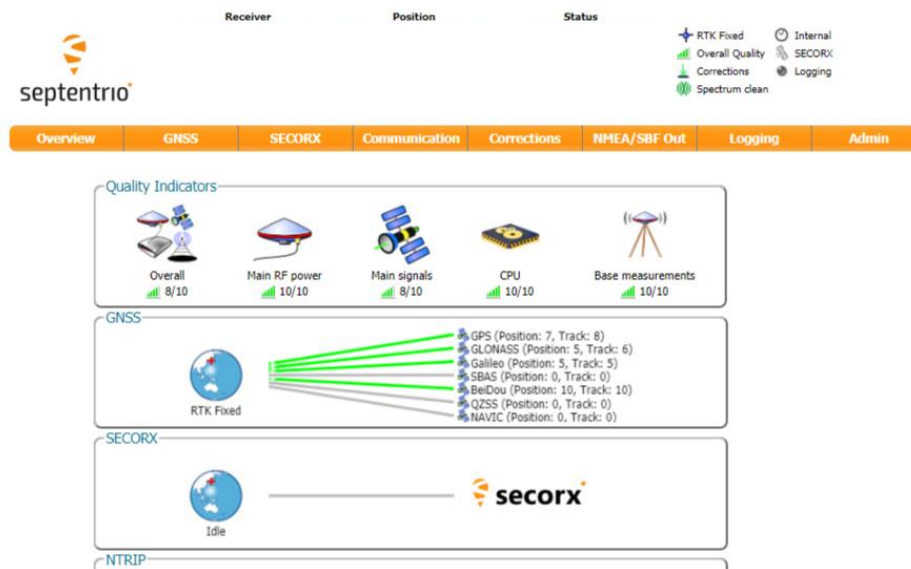 Receiver Position Status
RTK Fixed Internal
Overall Quality SECORX
Corrections Logging
Spectrum clean
septentrio
Overview GNSS SECORX Communication Corrections NMEA/SBF Out Logging Admin
Quality Indicators
Overall Main RF power Main signals CPU Base measurements
8/10 10/10 8/10 10/10 10/10
GNSS
GPS (Position: 7, Track: 8)
GLONASS (Position: 5, Track: 6)
Galileo (Position: 5, Track: 5)
SBAS (Position: 0, Track: 0)
BeiDou (Position: 10, Track: 10)
QZSS (Position: 0, Track: 0)
NAVIC (Position: 0, Track: 0)
RTK Fixed
SECORX
secorx
Idle
NTRIP